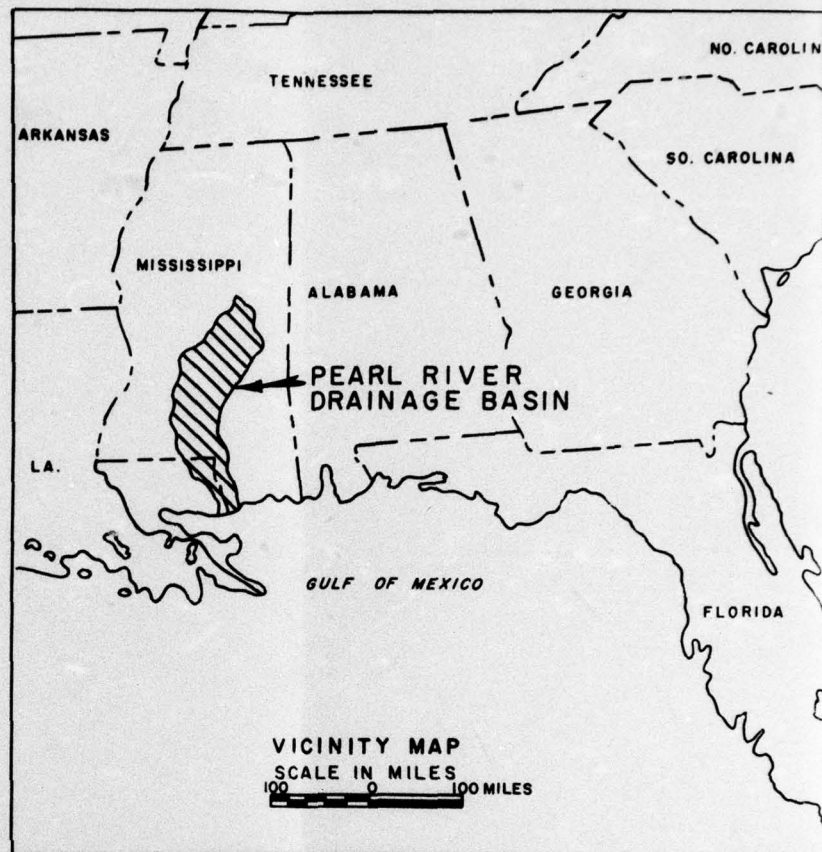 NO. CAROLIN
TENNESSEE
ARKANSAS
SO. CAROLINA
MISSISSIPPI
ALABAMA
GEORGIA
PEARL RIVER
DRAINAGE BASIN
LA.
GULF OF MEXICO
FLORIDA
VICINITY MAP
SCALE IN MILES
100 0 100 MILES